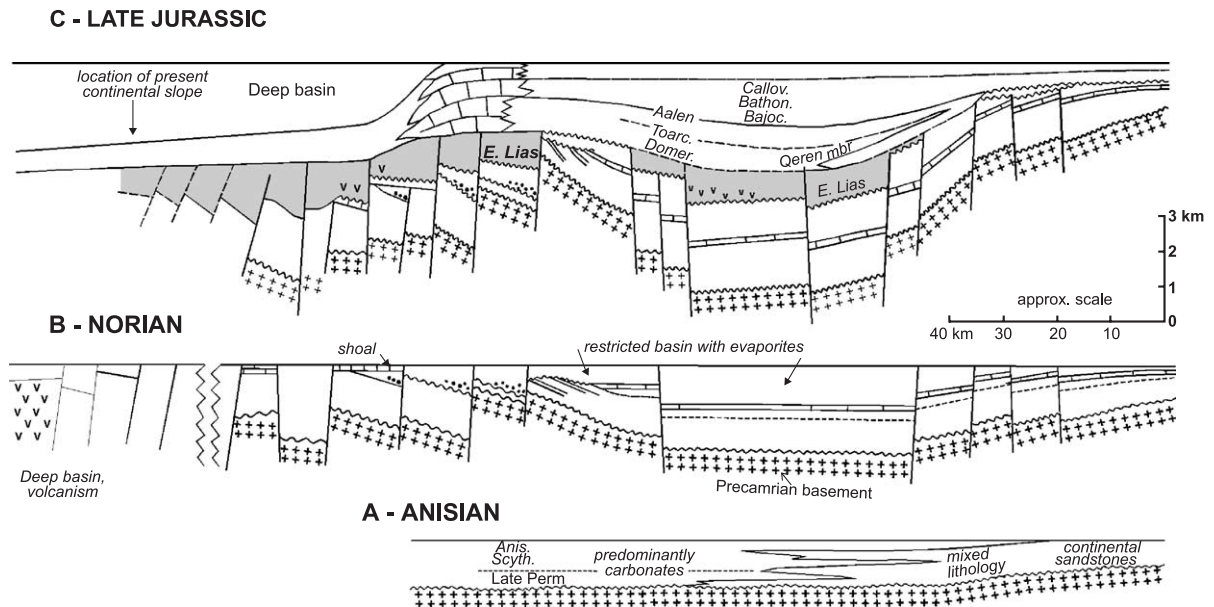 C - LATE JURASSIC
location of present
continental slope
Deep basin
Callov.
Bathon.
Bajoc.
Aalen
Toarc.
Domer.
Qeren mbr
E. Lias
E. Lias
3 km
2
1
0
approx. scale
40 km 30 20 10
B - NORIAN
shoal
restricted basin with evaporites
Deep basin,
volcanism
Precamrian basement
A - ANISIAN
Anis.
Scyth.
Late Perm
predominantly
carbonates
mixed
lithology
continental
sandstones